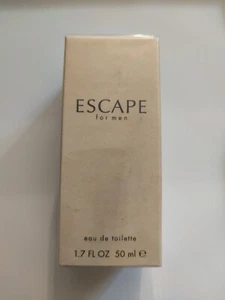 ESCAPE
for men
eau de toilette
1.7 FL OZ 50 ml ℮